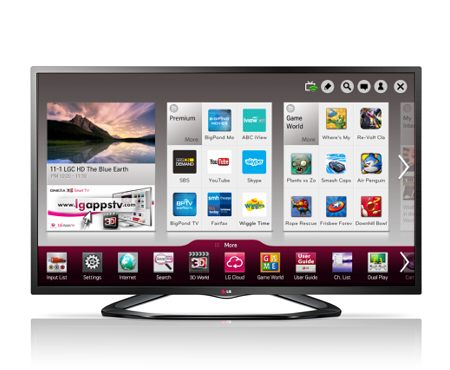 Premium
More
BigPond Mo
ABC iView
SBS
YouTube
Skype
BigPond TV
Fairfax
Wiggle Time
Game
World
More
Where's My
Re-Volt Cla
Plants vs Zo
Smash Cops
Air Penguin
Rope Rescue
Frisbee Forev
Downhill Bowl
11-1 LGC HD The Blue Earth
www.lgappstv.com
3D
More
Input List
Settings
Internet
Search
3D World
LG Cloud
Game World
User Guide
Ch. List
Dual Play
LG